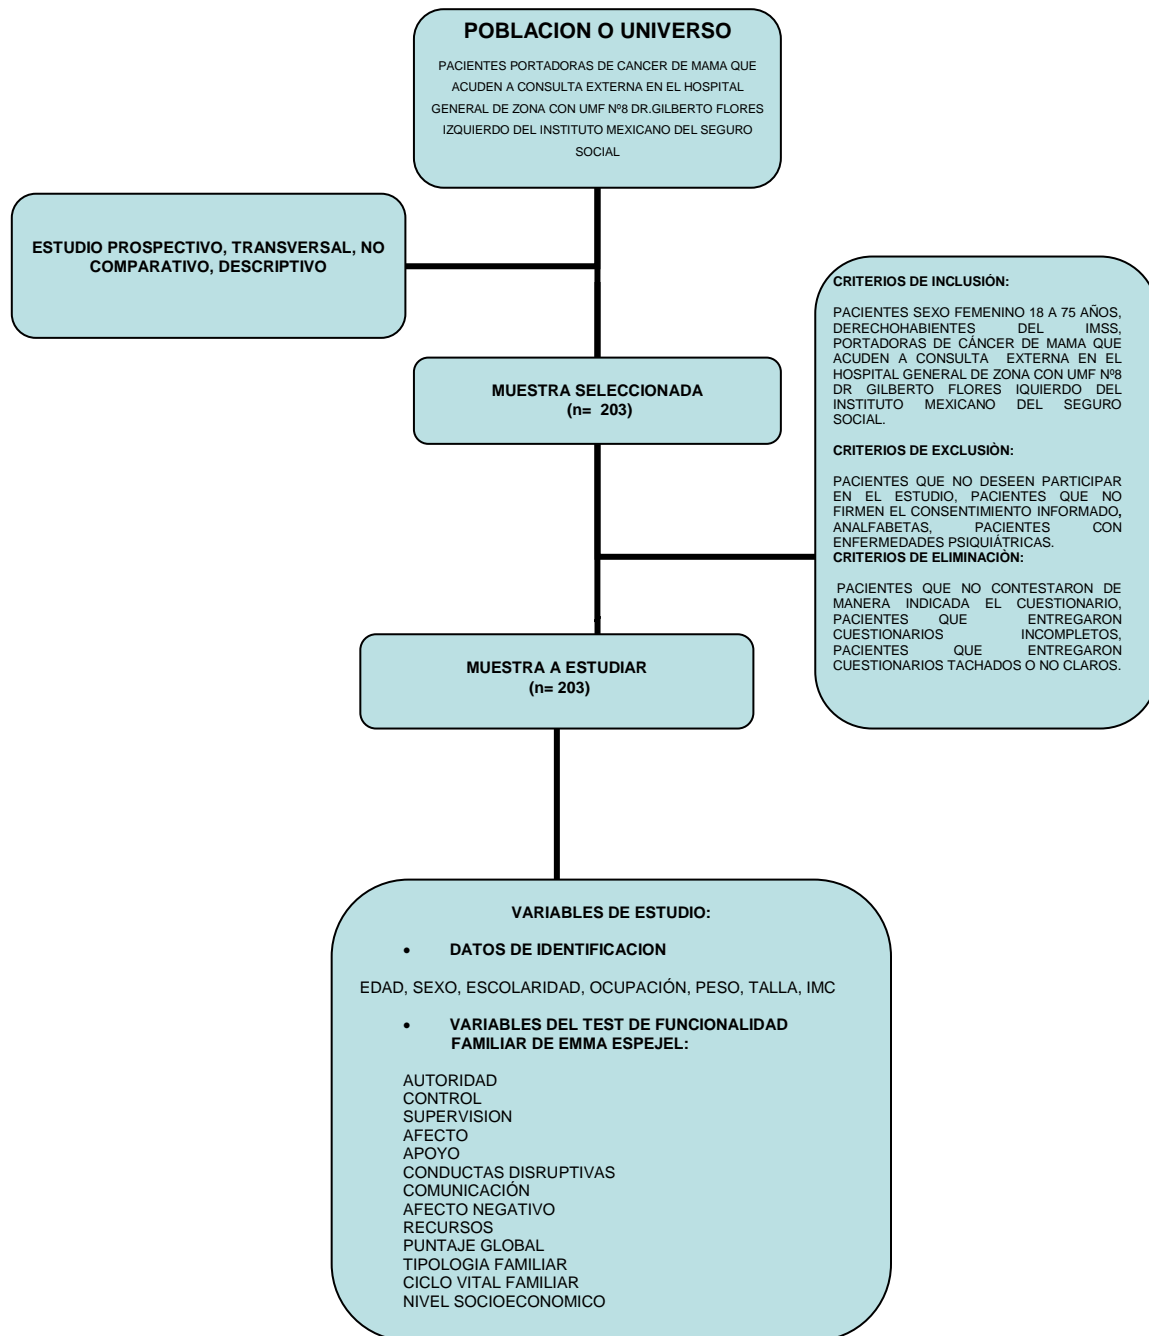 POBLACION O UNIVERSO
PACIENTES PORTADORAS DE CANCER DE MAMA QUE
ACUDEN A CONSULTA EXTERNA EN EL HOSPITAL
GENERAL DE ZONA CON UMF Nº8 DR.GILBERTO FLORES
IZQUIERDO DEL INSTITUTO MEXICANO DEL SEGURO
SOCIAL
ESTUDIO PROSPECTIVO, TRANSVERSAL, NO
COMPARATIVO, DESCRIPTIVO
MUESTRA SELECCIONADA
(n= 203)
CRITERIOS DE INCLUSIÓN:
PACIENTES SEXO FEMENINO 18 A 75 AÑOS,
DERECHOHABIENTES DEL IMSS,
PORTADORAS DE CÁNCER DE MAMA QUE
ACUDEN A CONSULTA EXTERNA EN EL
HOSPITAL GENERAL DE ZONA CON UMF Nº8
DR GILBERTO FLORES IQUIERDO DEL
INSTITUTO MEXICANO DEL SEGURO
SOCIAL.
CRITERIOS DE EXCLUSIÒN:
PACIENTES QUE NO DESEEN PARTICIPAR
EN EL ESTUDIO, PACIENTES QUE NO
FIRMEN EL CONSENTIMIENTO INFORMADO,
ANALFABETAS, PACIENTES CON
ENFERMEDADES PSIQUIÁTRICAS.
CRITERIOS DE ELIMINACIÒN:
PACIENTES QUE NO CONTESTARON DE
MANERA INDICADA EL CUESTIONARIO,
PACIENTES QUE ENTREGARON
CUESTIONARIOS INCOMPLETOS,
PACIENTES QUE ENTREGARON
CUESTIONARIOS TACHADOS O NO CLAROS.
MUESTRA A ESTUDIAR
(n= 203)
VARIABLES DE ESTUDIO:
• DATOS DE IDENTIFICACION
EDAD, SEXO, ESCOLARIDAD, OCUPACIÓN, PESO, TALLA, IMC
• VARIABLES DEL TEST DE FUNCIONALIDAD
FAMILIAR DE EMMA ESPEJEL:
AUTORIDAD
CONTROL
SUPERVISION
AFECTO
APOYO
CONDUCTAS DISRUPTIVAS
COMUNICACIÓN
AFECTO NEGATIVO
RECURSOS
PUNTAJE GLOBAL
TIPOLOGIA FAMILIAR
CICLO VITAL FAMILIAR
NIVEL SOCIOECONOMICO